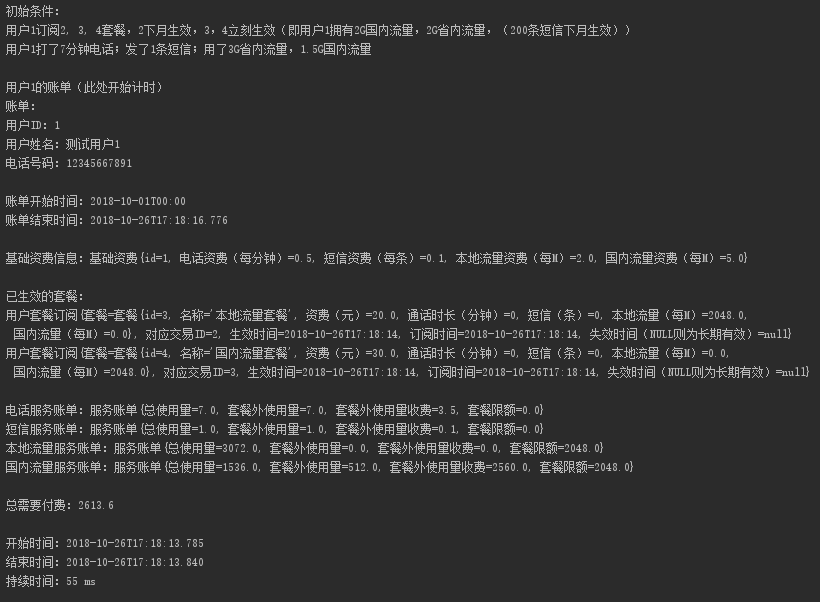 初始条件:
用户1订阅2, 3, 4套餐, 2下月生效, 3, 4立刻生效 (即用户1拥有2G国内流量, 2G省内流量, (200条短信下月生效) )
用户1打了7分钟电话; 发了1条短信; 用了3G省内流量, 1.5G国内流量
用户1的账单 (此处开始计时)
账单:
用户ID: 1
用户姓名: 测试用户1
电话号码: 12345667891
账单开始时间: 2018-10-01T00:00
账单结束时间: 2018-10-26T17:18:16.776
基础资费信息: 基础资费{id=1, 电话资费 (每分钟) =0.5, 短信资费 (每条) =0.1, 本地流量资费 (每M) =2.0, 国内流量资费 (每M) =5.0}
已生效的套餐:
用户套餐订阅{套餐=套餐{id=3, 名称='本地流量套餐', 资费 (元) =20.0, 通话时长 (分钟) =0, 短信 (条) =0, 本地流量 (每M) =2048.0,
国内流量 (每M) =0.0}, 对应交易ID=2, 生效时间=2018-10-26T17:18:14, 订阅时间=2018-10-26T17:18:14, 失效时间 (NULL则为长期有效) =null}
用户套餐订阅{套餐=套餐{id=4, 名称='国内流量套餐', 资费 (元) =30.0, 通话时长 (分钟) =0, 短信 (条) =0, 本地流量 (每M) =0.0,
国内流量 (每M) =2048.0}, 对应交易ID=3, 生效时间=2018-10-26T17:18:14, 订阅时间=2018-10-26T17:18:14, 失效时间 (NULL则为长期有效) =null}
电话服务账单: 服务账单{总使用量=7.0, 套餐外使用量=7.0, 套餐外使用量收费=3.5, 套餐限额=0.0}
短信服务账单: 服务账单{总使用量=1.0, 套餐外使用量=1.0, 套餐外使用量收费=0.1, 套餐限额=0.0}
本地流量服务账单: 服务账单{总使用量=3072.0, 套餐外使用量=0.0, 套餐外使用量收费=0.0, 套餐限额=2048.0}
国内流量服务账单: 服务账单{总使用量=1536.0, 套餐外使用量=512.0, 套餐外使用量收费=2560.0, 套餐限额=2048.0}
总需要付费: 2613.6
开始时间: 2018-10-26T17:18:13.785
结束时间: 2018-10-26T17:18:13.840
持续时间: 55 ms